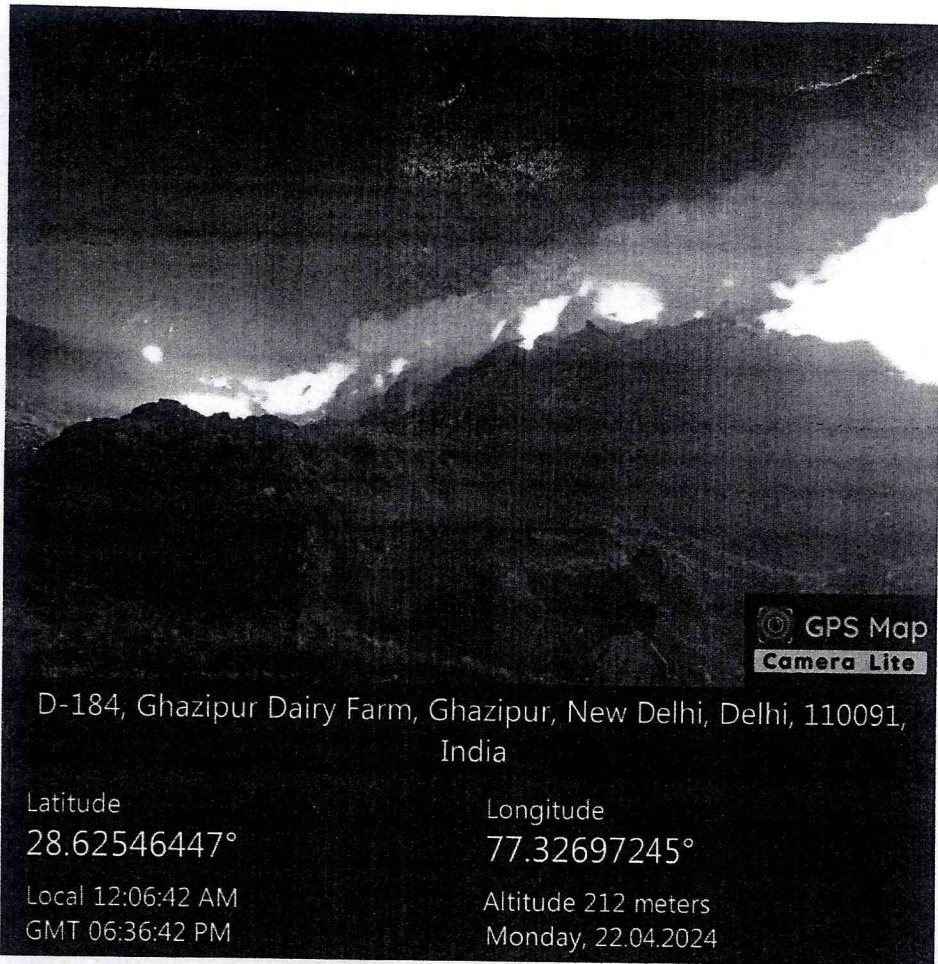 GPS Map
Camera Lite
D-184, Ghazipur Dairy Farm, Ghazipur, New Delhi, Delhi, 110091,
India
Latitude
28.62546447°
Local 12:06:42 AM
GMT 06:36:42 PM
Longitude
77.32697245°
Altitude 212 meters
Monday, 22.04.2024